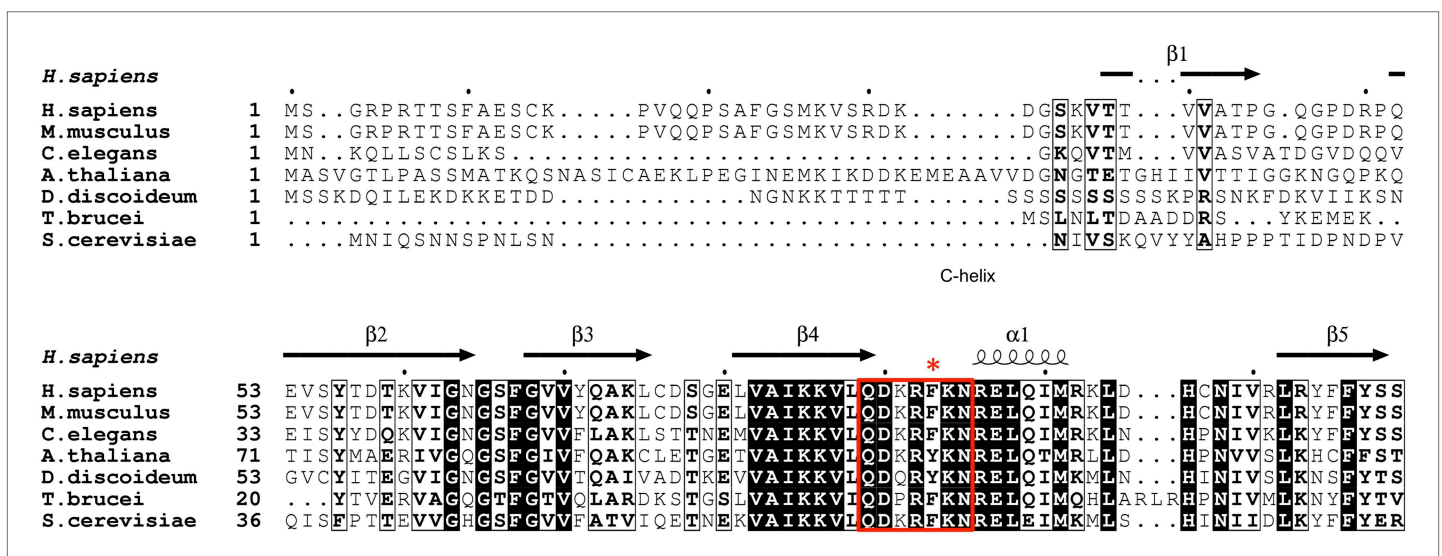 H.sapiens β1
H.sapiens 1 MS..GRPRTTSFAESCK.....PVQQPSAFGSMKVSRDK.......DGSKVTT...VVATPG.QGPDRPQ
M.musculus 1 MS..GRPRTTSFAESCK.....PVQQPSAFGSMKVSRDK.......DGSKVTT...VVATPG.QGPDRPQ
C.elegans 1 MN..KQLLSCSLKS.................................GKQVTM...VVASVATDGVDQQV
A.thaliana 1 MASVGTLPASSMATKQSNASICAEKLPEGINEMKIKDDKEMEAAVVDGNGTETGHIIVTTIGGKNGQPKQ
D.discoideum 1 MSSKDQILEKDKKETDD............NGNKKTTTTT......SSSSSSSSSSKPRSNKFDKVIIKSN
T.brucei 1 ..............................................MSLNLTDAADDRS...YKEMEK..
S.cerevisiae 1 ....MNIQSNNSPNLSN...............................NIVSKQVYYAHPPPTIDPNDPV
C-helix
H.sapiens β2 β3 β4 * α1 β5
H.sapiens 53 EVSYTDTKVIGNGSFGVVYQAKLCDSGELVAIKKVLQDKRFKNRELQIMRKLD...HCNIVRLRYFFYSS
M.musculus 53 EVSYTDTKVIGNGSFGVVYQAKLCDSGELVAIKKVLQDKRFKNRELQIMRKLD...HCNIVRLRYFFYSS
C.elegans 33 EISYYDQKVIGNGSFGVVFLAKLSTTNEMVAIKKVLQDKRFKNRELQIMRKLN...HPNIVKLKYFFYSS
A.thaliana 71 TISYMAERIVGQGSFGIVFQAKCLETGETVAIKKVLQDKRYKNRELQTMRLLD...HPNVVSLKHCFFST
D.discoideum 53 GVCYITEGVIGNGSFGVVTQAIVADTKEVVAIKKVLQDQRYKNRELQIMKMLN...HINIVSLKNSFYTS
T.brucei 20 ...YTVERVAGQGTFGTVQLARDKSTGSLVAIKKVIQDPRFKNRELQIMQHLARLRHPNIVMLKNYFYTV
S.cerevisiae 36 QISFPTTEVVGHGSFGVVFATVIQETNEKVAIKKVLQDKRFKNRELEIMKMLS...HINIIDLKYFFYER